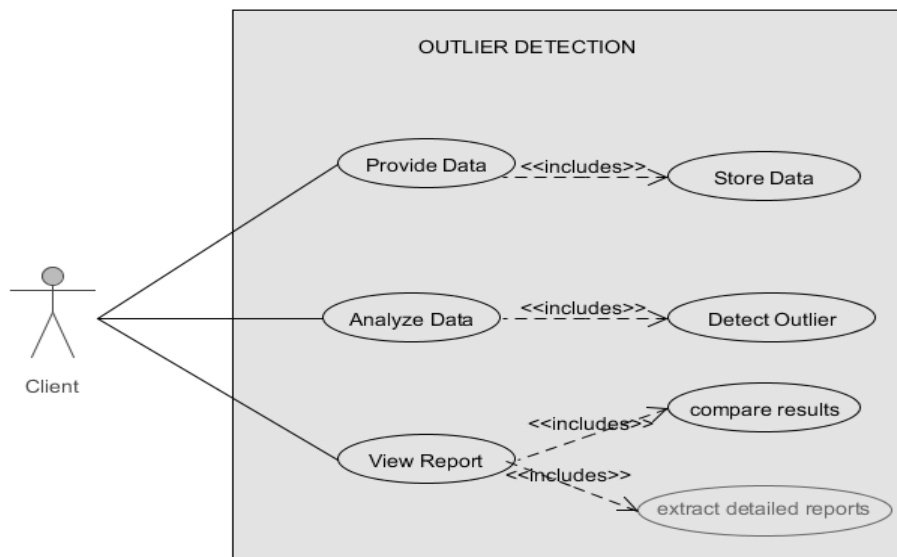 OUTLIER DETECTION
Provide Data
<<includes>>
Store Data
Analyze Data
<<includes>>
Detect Outlier
Client
View Report
<<includes>>
compare results
<<includes>>
extract detailed reports